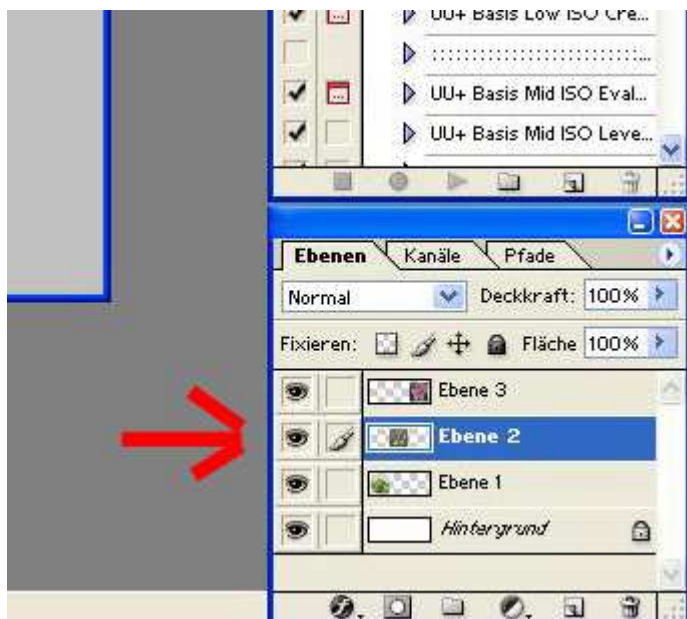 UU+ Basis Low ISO Cre...
::::::::::::::::::::::::::...
UU+ Basis Mid ISO Eval...
UU+ Basis Mid ISO Leve...
Ebenen Kanäle Pfade
Normal Deckkraft: 100%
Fixieren: Fläche 100%
Ebene 3
Ebene 2
Ebene 1
Hintergrund